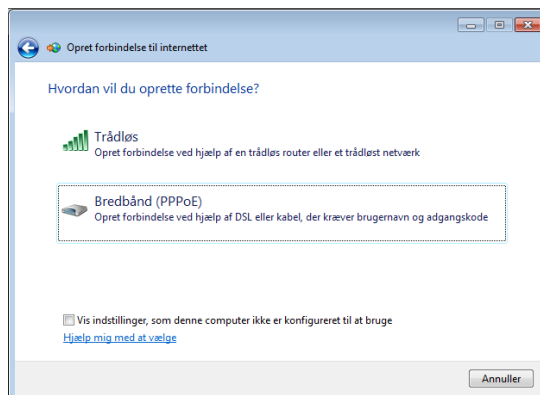 Opret forbindelse til internettet
Hvordan vil du oprette forbindelse?
Trådløs
Opret forbindelse ved hjælp af en trådløs router eller et trådløst netværk
Bredbånd (PPPoE)
Opret forbindelse ved hjælp af DSL eller kabel, der kræver brugernavn og adgangskode
Vis indstillinger, som denne computer ikke er konfigureret til at bruge
Hjælp mig med at vælge
Annuller